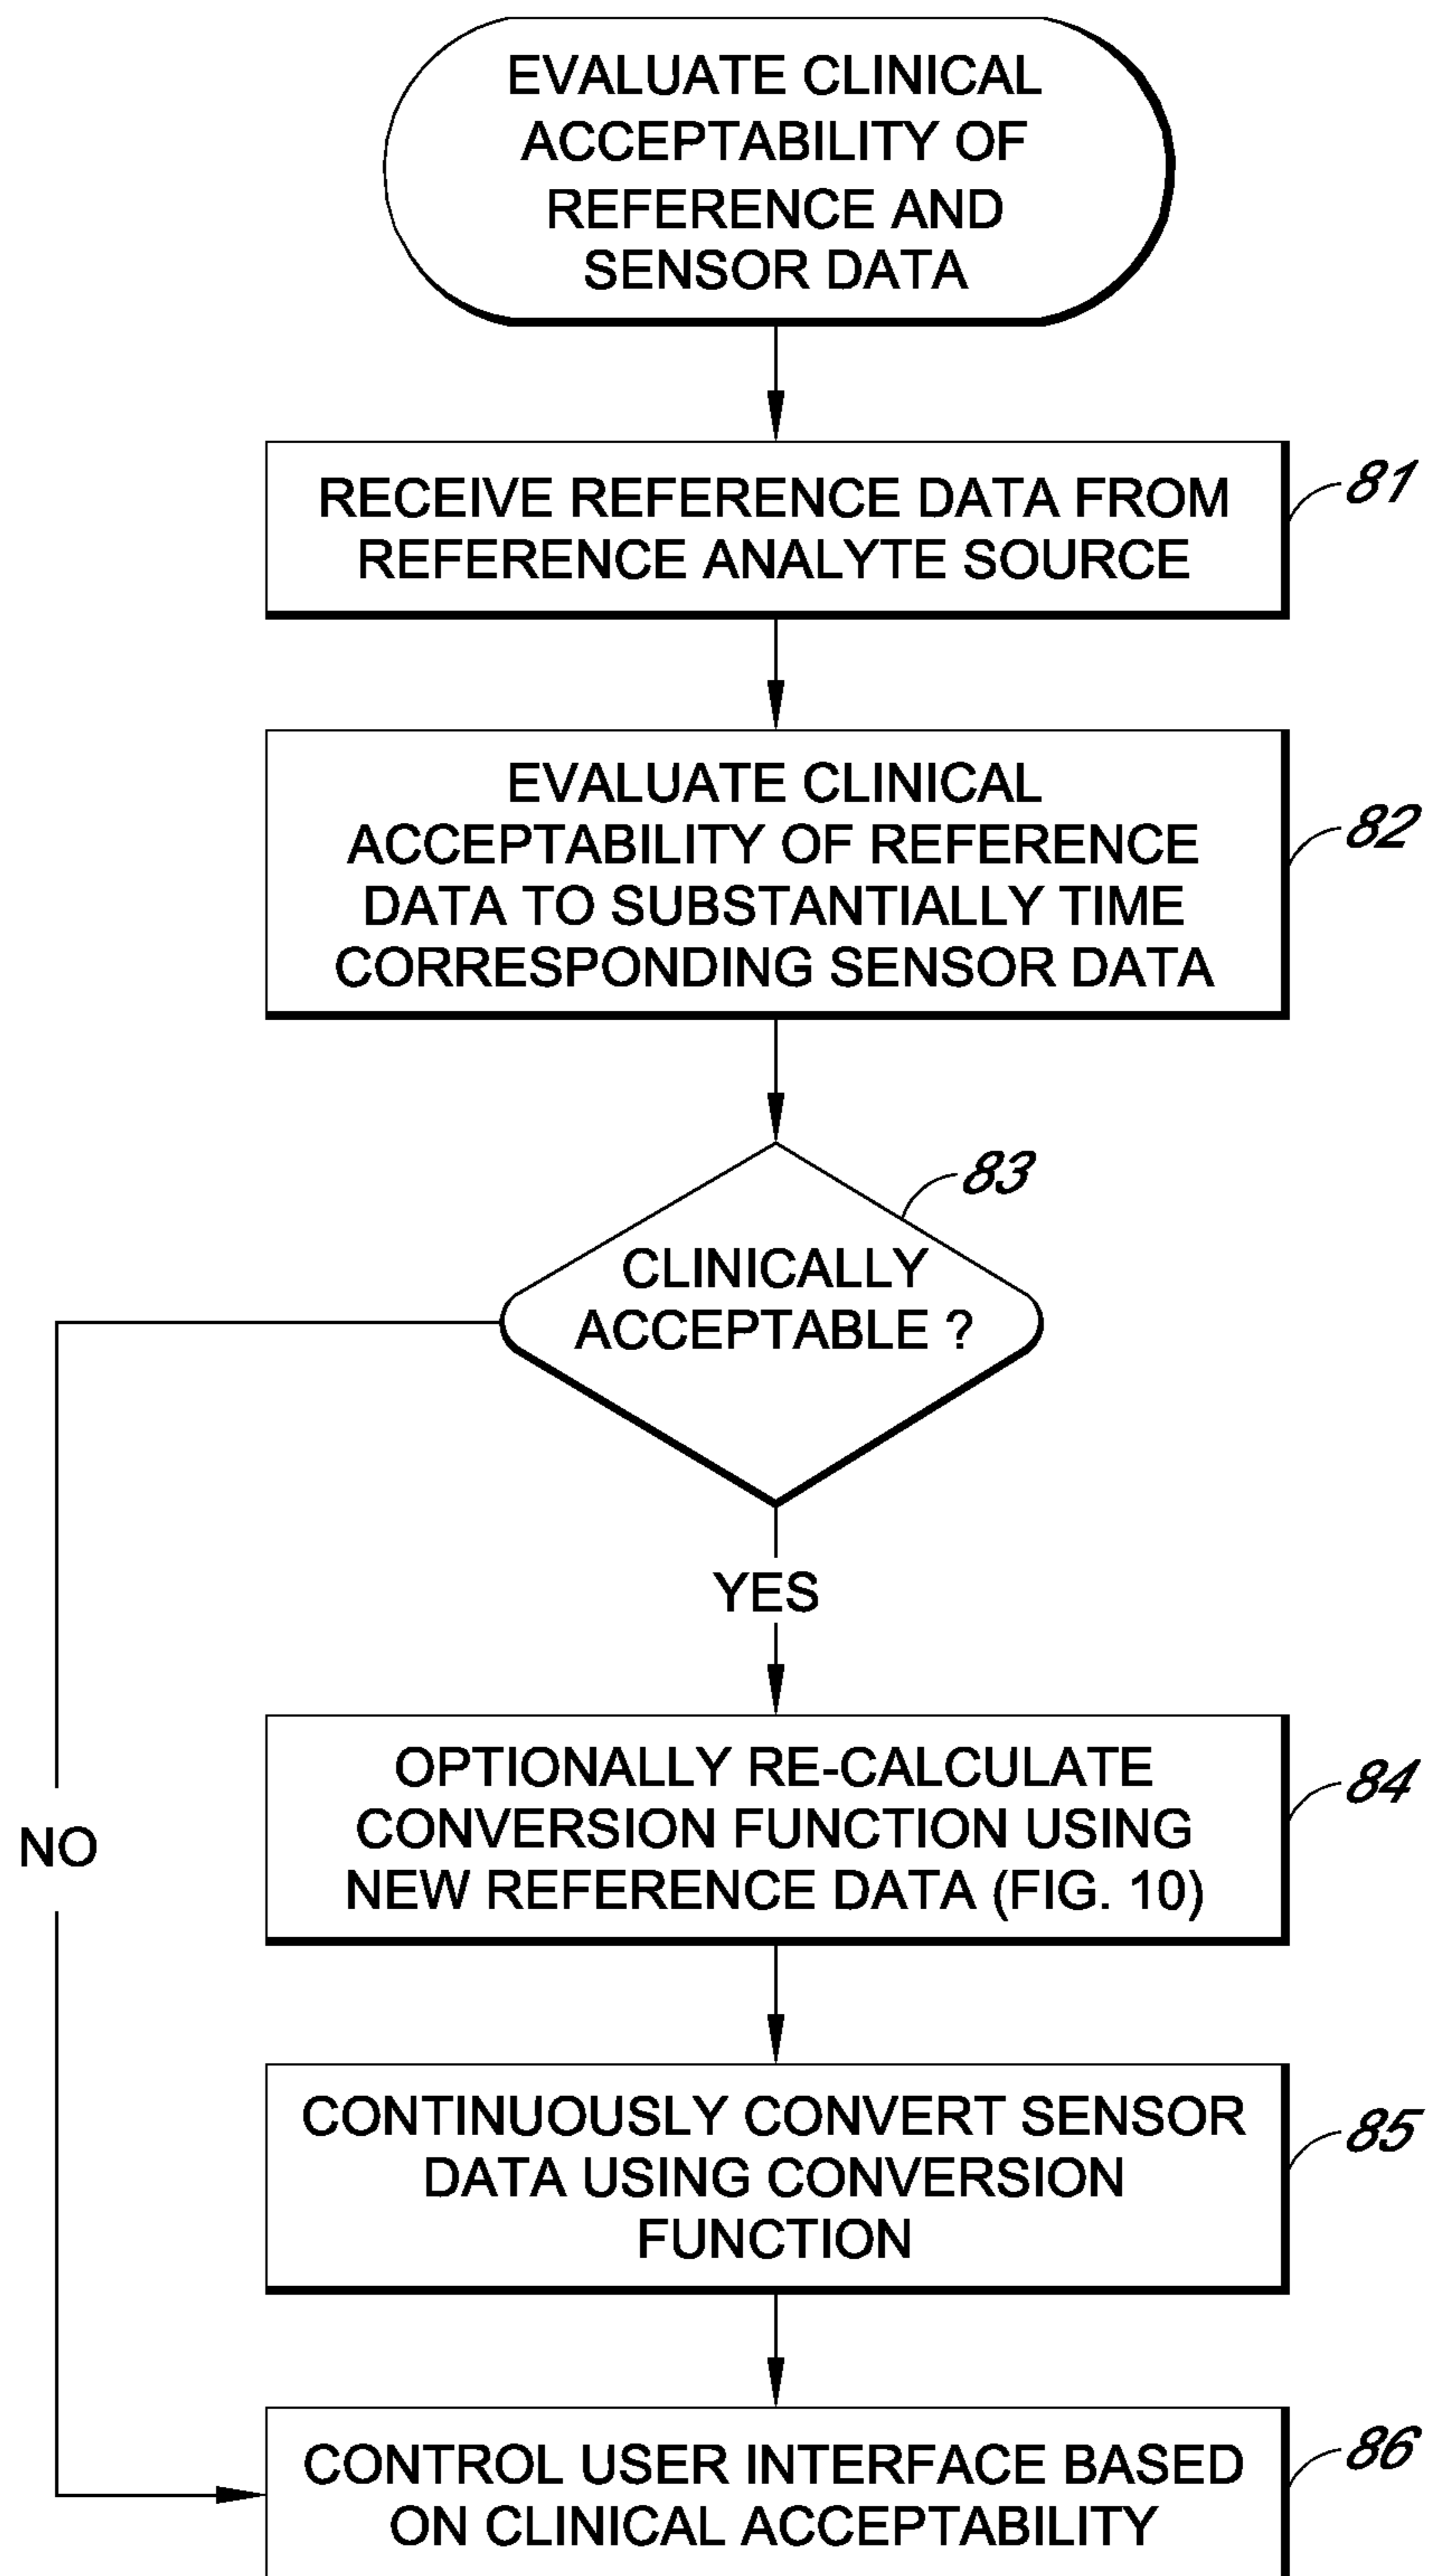 EVALUATE CLINICAL
ACCEPTABILITY OF
REFERENCE AND
SENSOR DATA
RECEIVE REFERENCE DATA FROM
REFERENCE ANALYTE SOURCE
81
EVALUATE CLINICAL
ACCEPTABILITY OF REFERENCE
DATA TO SUBSTANTIALLY TIME
CORRESPONDING SENSOR DATA
82
83
CLINICALLY
ACCEPTABLE ?
YES
NO
OPTIONALLY RE-CALCULATE
CONVERSION FUNCTION USING
NEW REFERENCE DATA (FIG. 10)
84
CONTINUOUSLY CONVERT SENSOR
DATA USING CONVERSION
FUNCTION
85
CONTROL USER INTERFACE BASED
ON CLINICAL ACCEPTABILITY
86